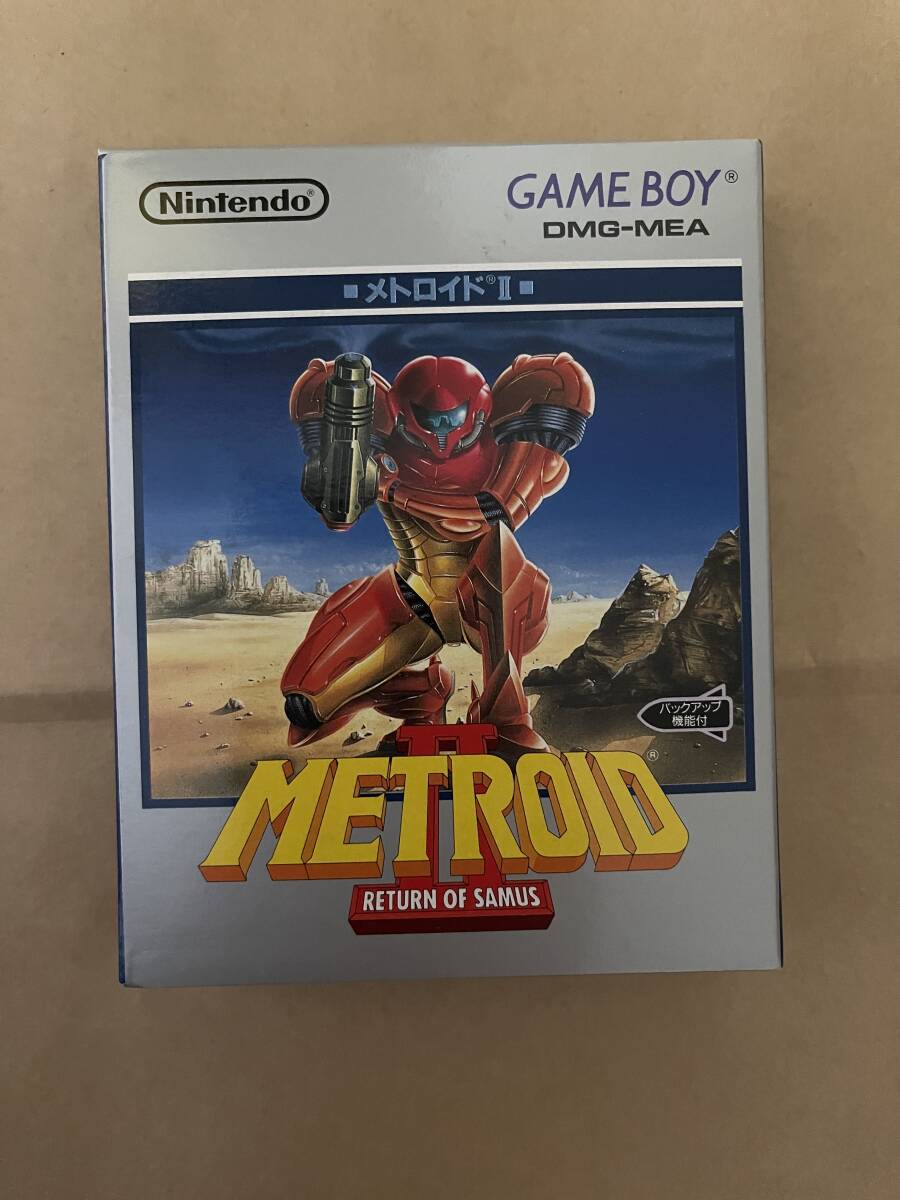 Nintendo®
GAME BOY®
DMG-MEA
メトロイド®II
バックアップ
機能付
II
METROID®
RETURN OF SAMUS